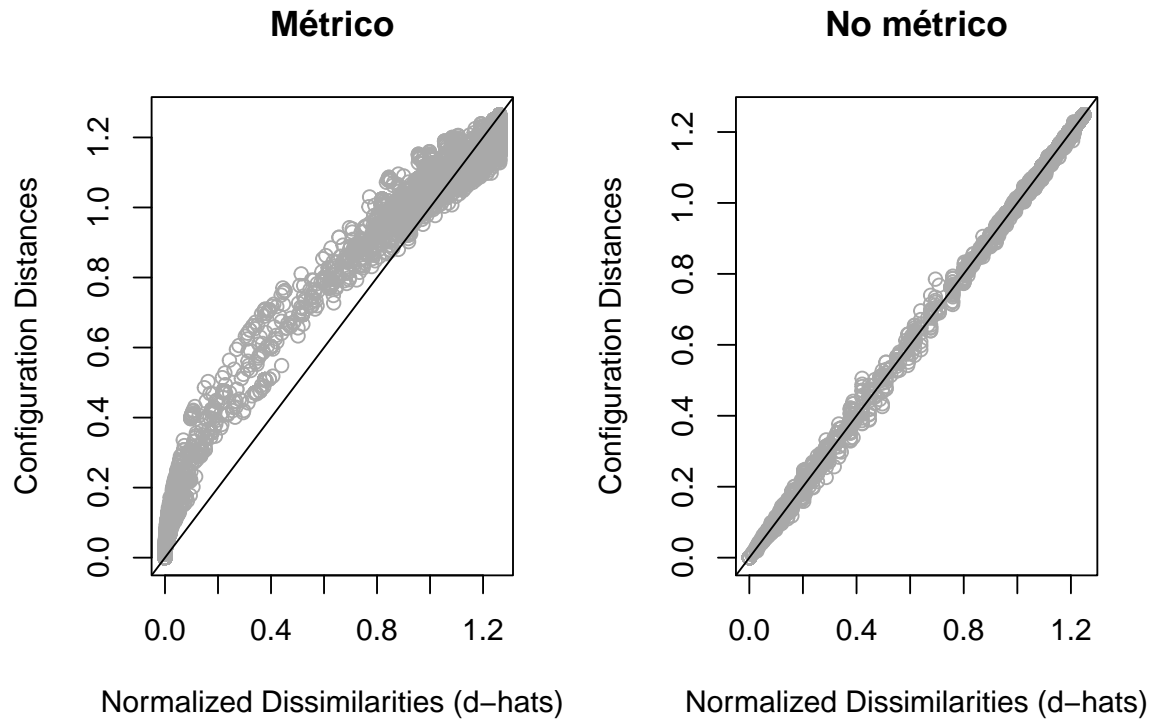 Métrico
No métrico
Configuration Distances
0.0 0.2 0.4 0.6 0.8 1.0 1.2
0.0 0.4 0.8 1.2
Normalized Dissimilarities (d−hats)
Configuration Distances
0.0 0.2 0.4 0.6 0.8 1.0 1.2
0.0 0.4 0.8 1.2
Normalized Dissimilarities (d−hats)